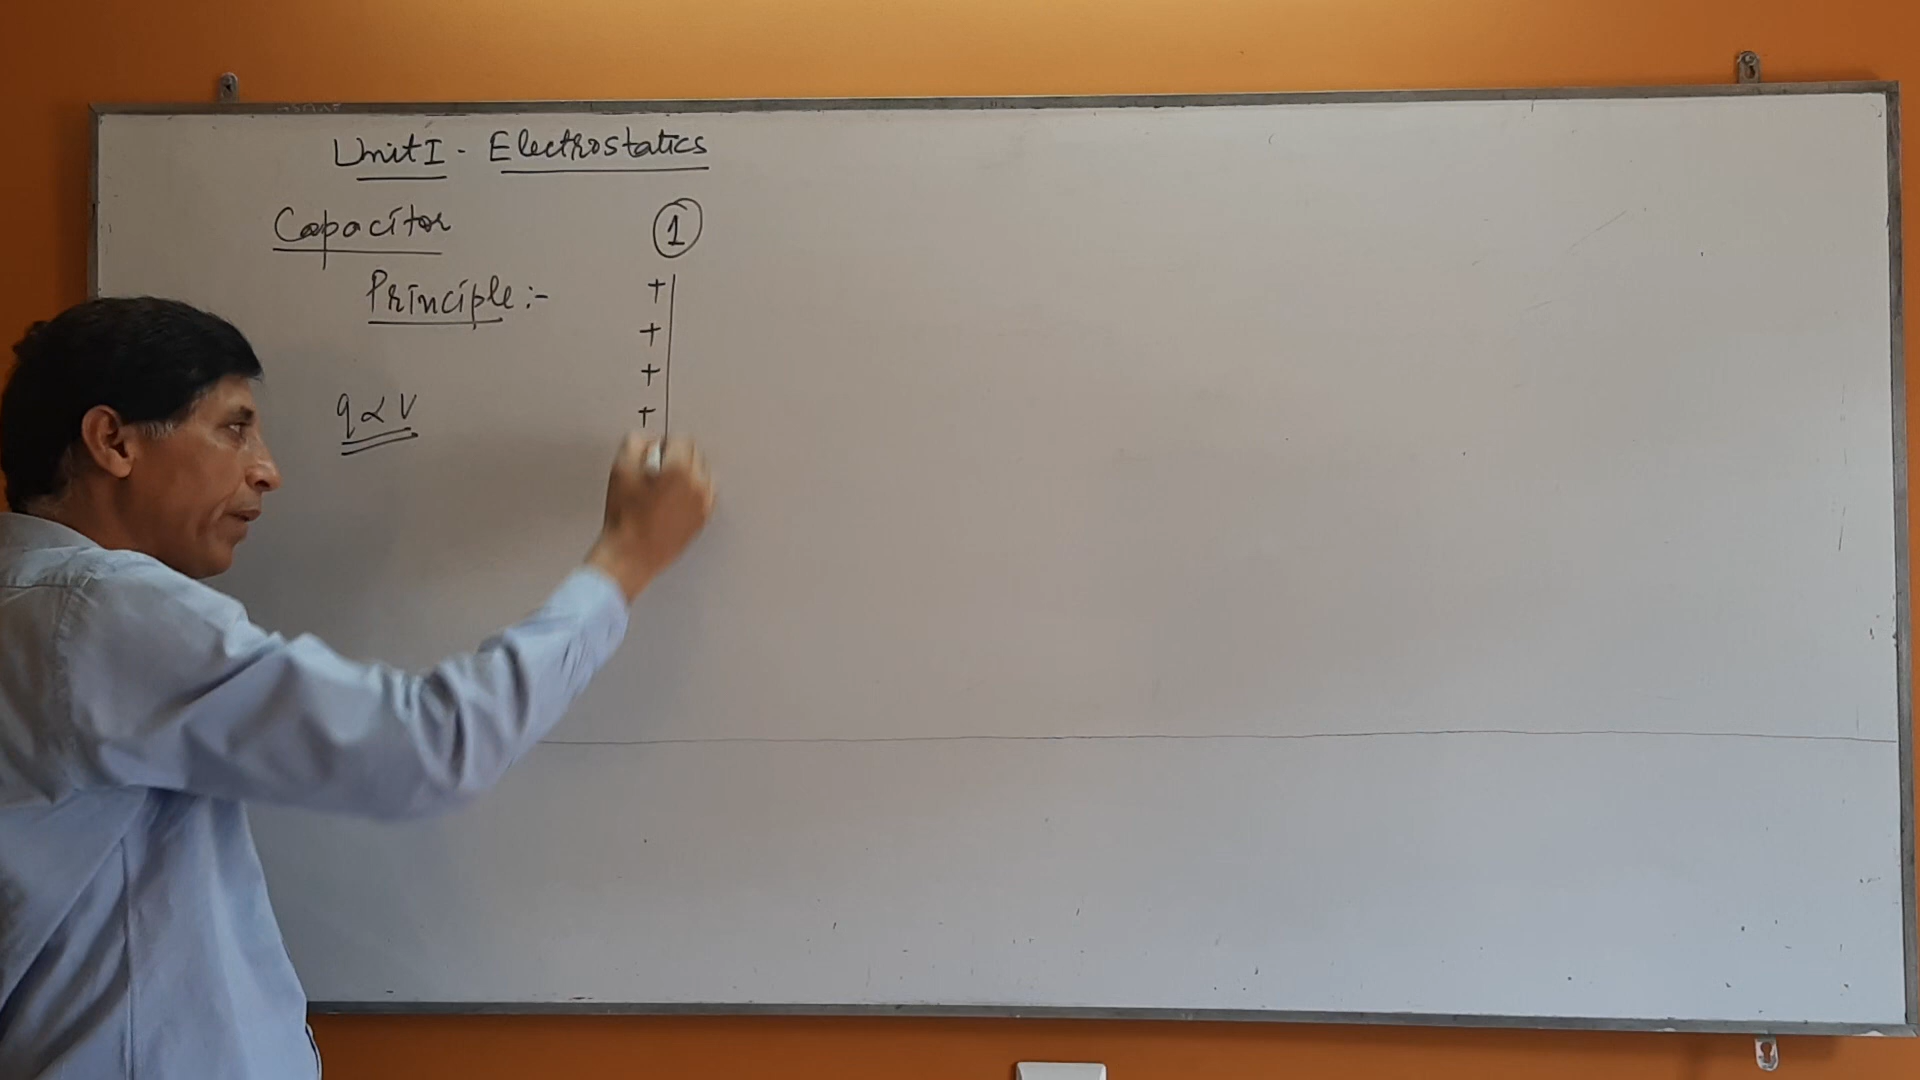 Unit I - Electrostatics
Capacitor
1
Principle :-
+
+
+
+
q ∝ V